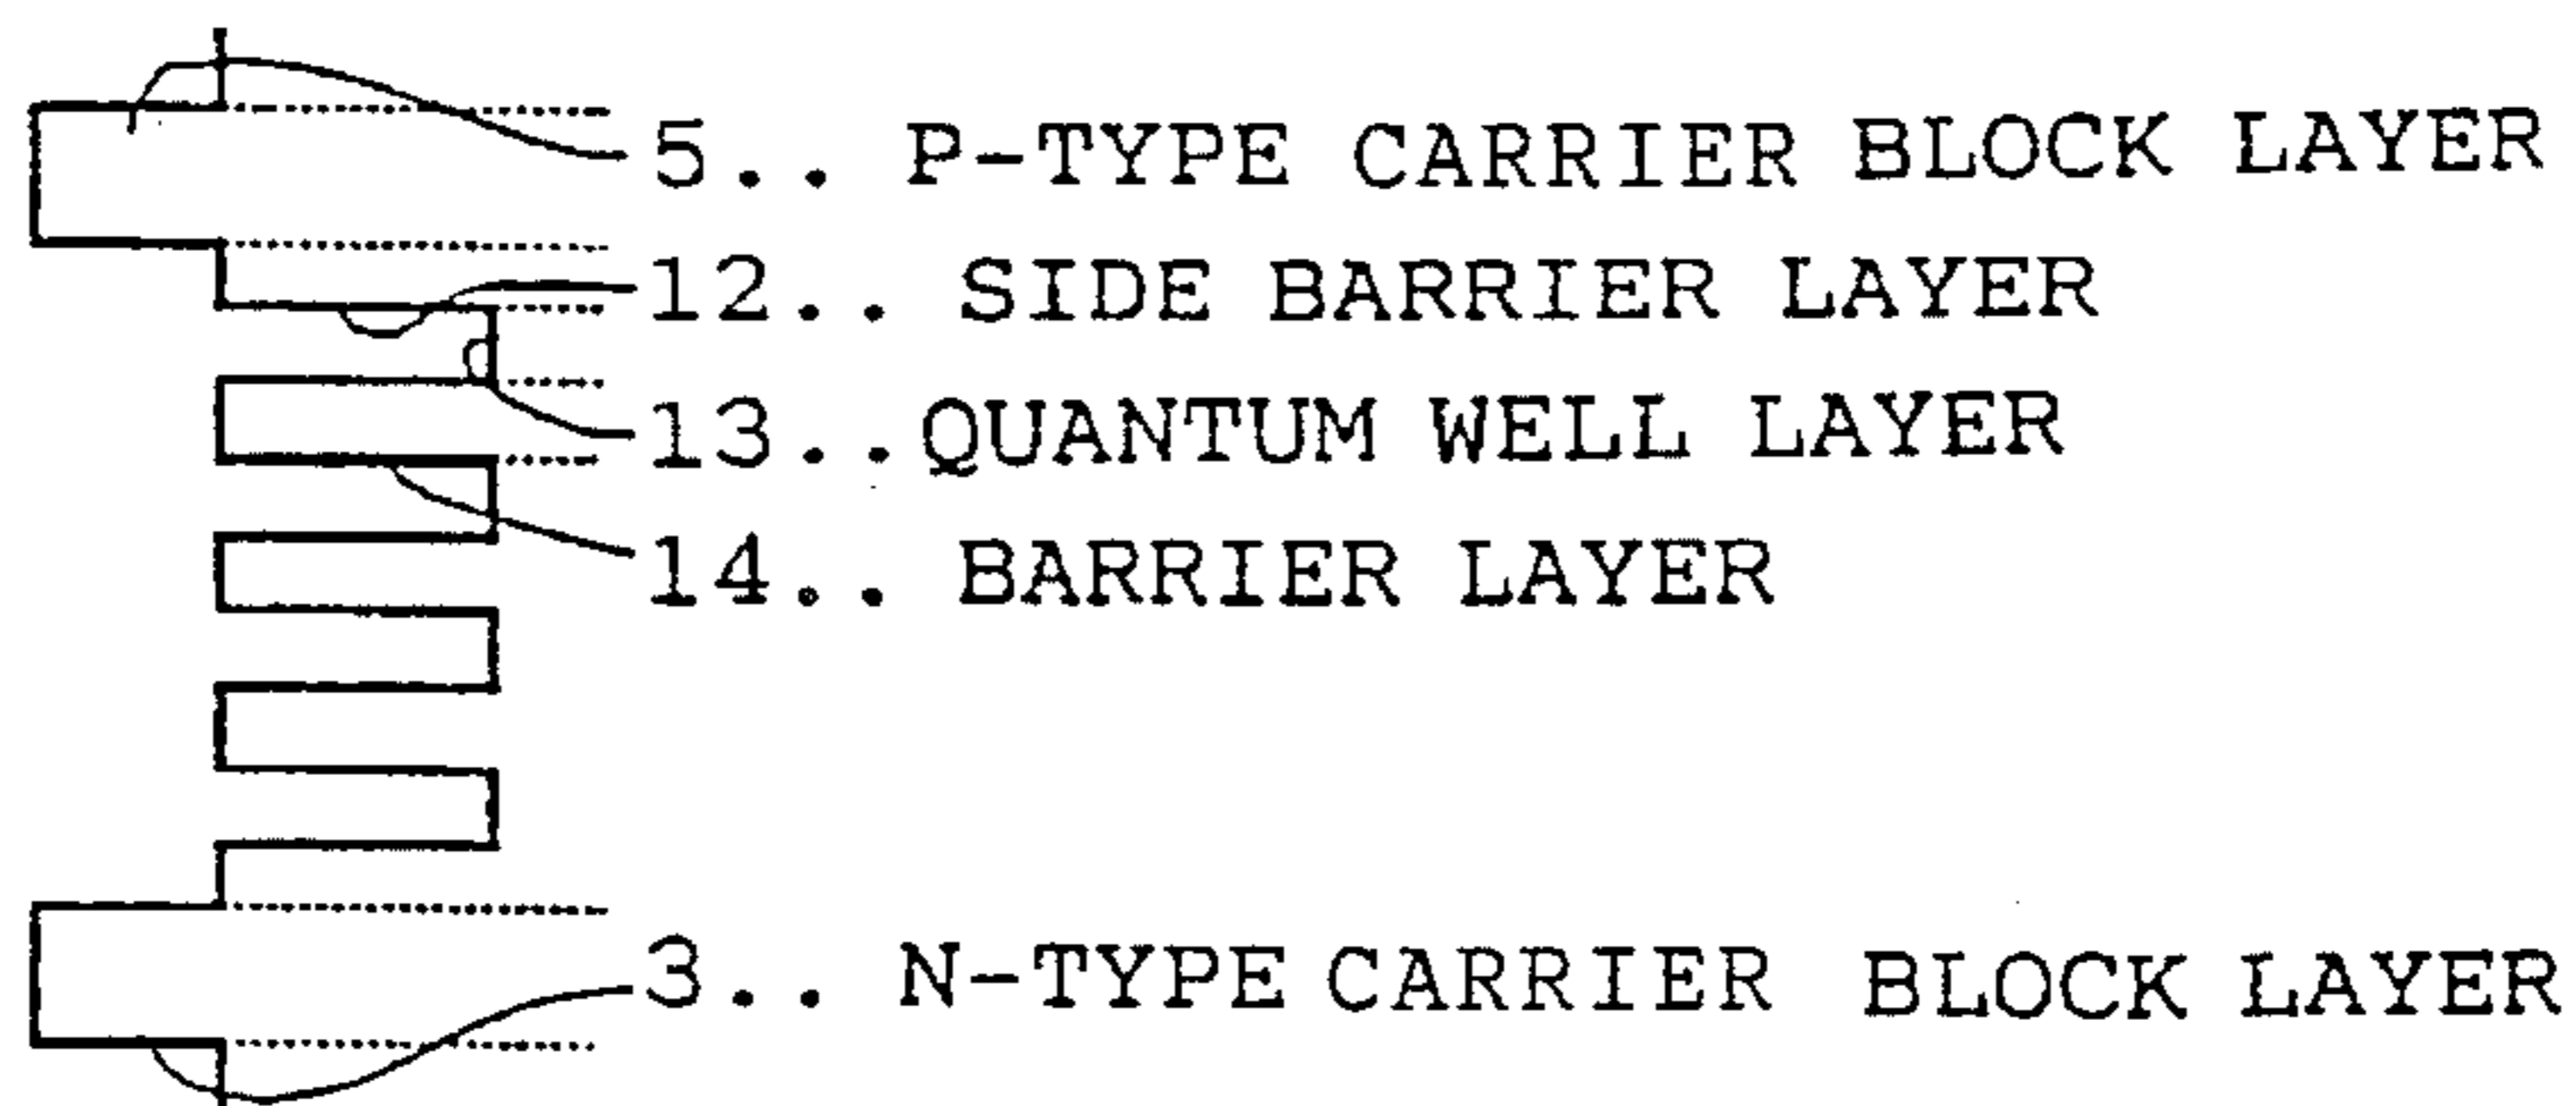 5.. P-TYPE CARRIER BLOCK LAYER
12.. SIDE BARRIER LAYER
13..QUANTUM WELL LAYER
14.. BARRIER LAYER
3.. N-TYPE CARRIER BLOCK LAYER